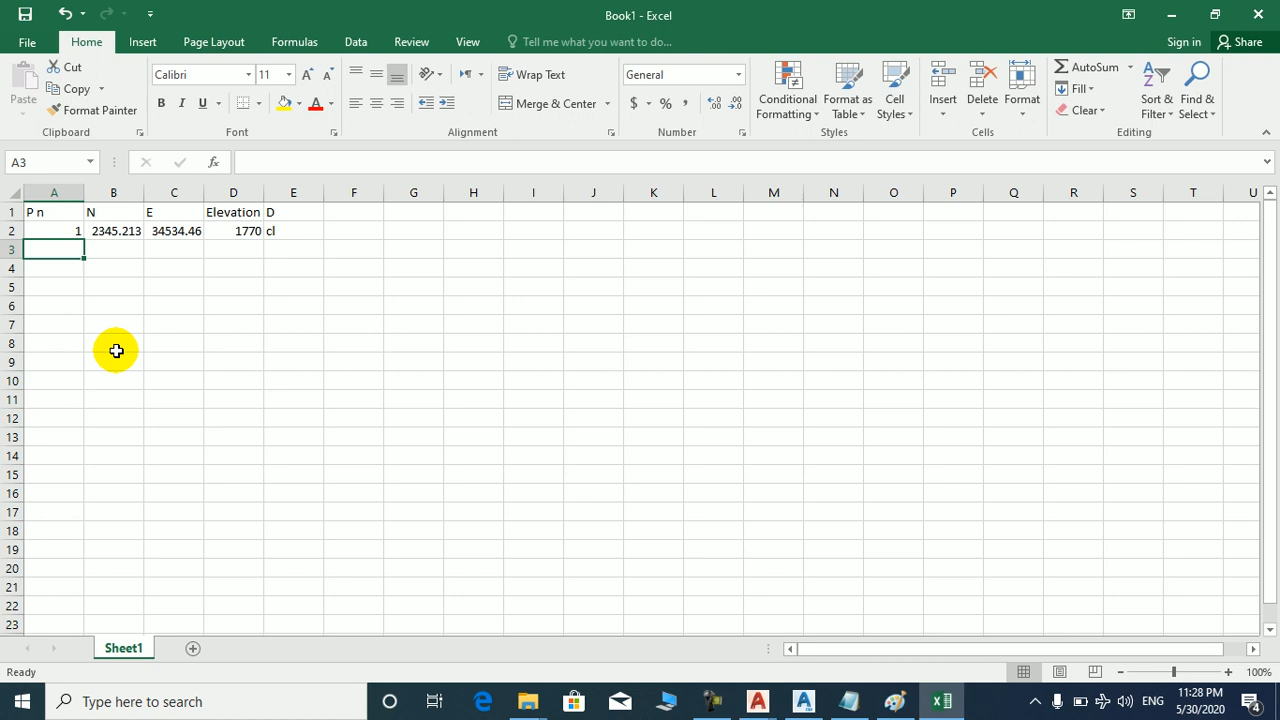 Book1 - Excel
File Home Insert Page Layout Formulas Data Review View Tell me what you want to do... Sign in Share
Paste Cut Copy Format Painter Clipboard
Calibri 11 B I U A Font
Wrap Text Merge & Center Alignment
General $ % , Number
Conditional Formatting Format as Table Cell Styles Styles
Insert Delete Format Cells
AutoSum Fill Clear Sort & Filter Find & Select Editing
A3 fx
A B C D E F G H I J K L M N O P Q R S T U
1 P n N E Elevation D
2 1 2345.213 34534.46 1770 cl
3
4
5
6
7
8
9
10
11
12
13
14
15
16
17
18
19
20
21
22
23
Sheet1
Ready 100%
Type here to search ENG 11:28 PM
5/30/2020 4